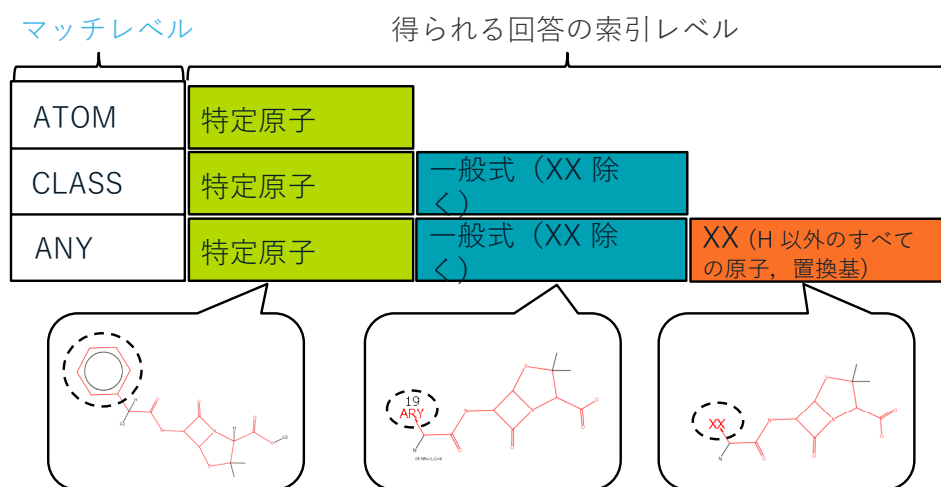 マッチレベル
得られる回答の索引レベル
ATOM
特定原子
CLASS
特定原子
一般式（XX 除
く）
ANY
特定原子
一般式（XX 除
く）
XX (H 以外のすべて
の原子，置換基）
19
ARY
N
XX
N